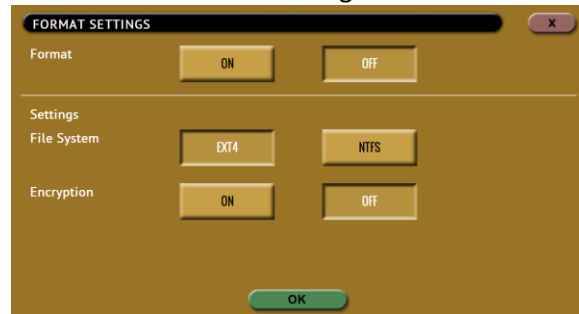 FORMAT SETTINGS x
Format ON OFF
Settings
File System EXT4 NTFS
Encryption ON OFF
OK